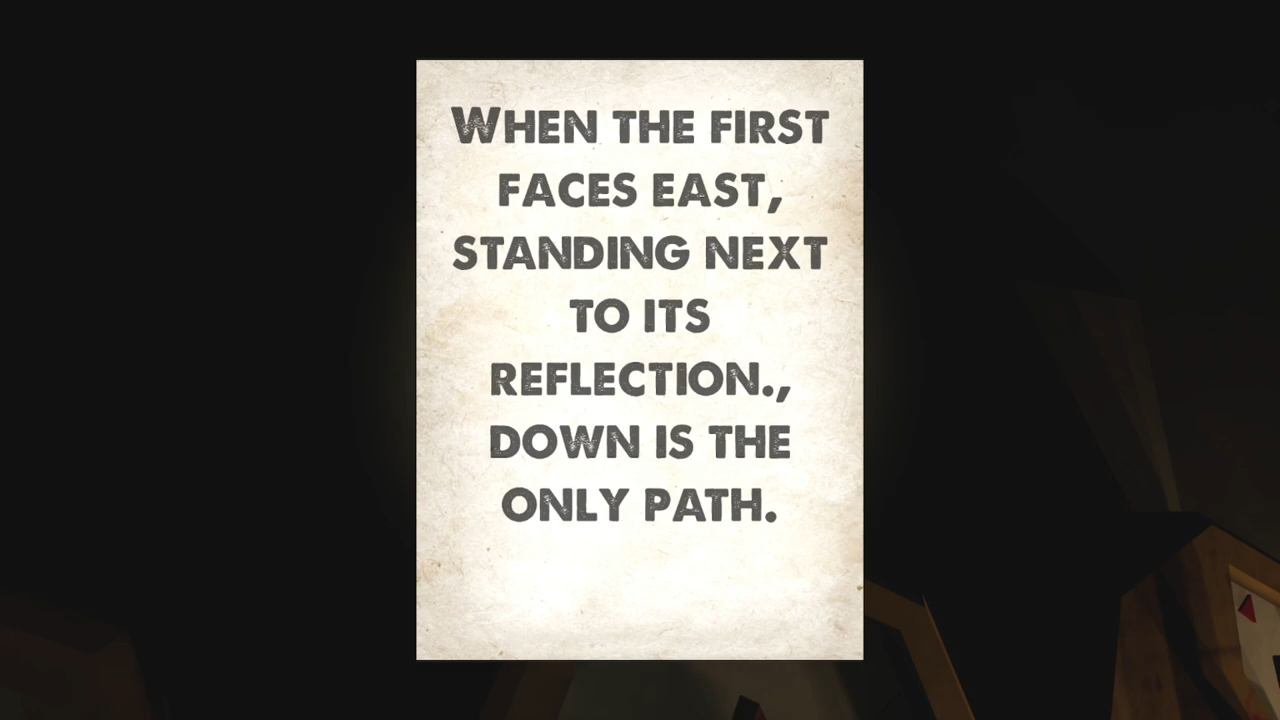 WHEN THE FIRST
FACES EAST,
STANDING NEXT
TO ITS
REFLECTION.,
DOWN IS THE
ONLY PATH.